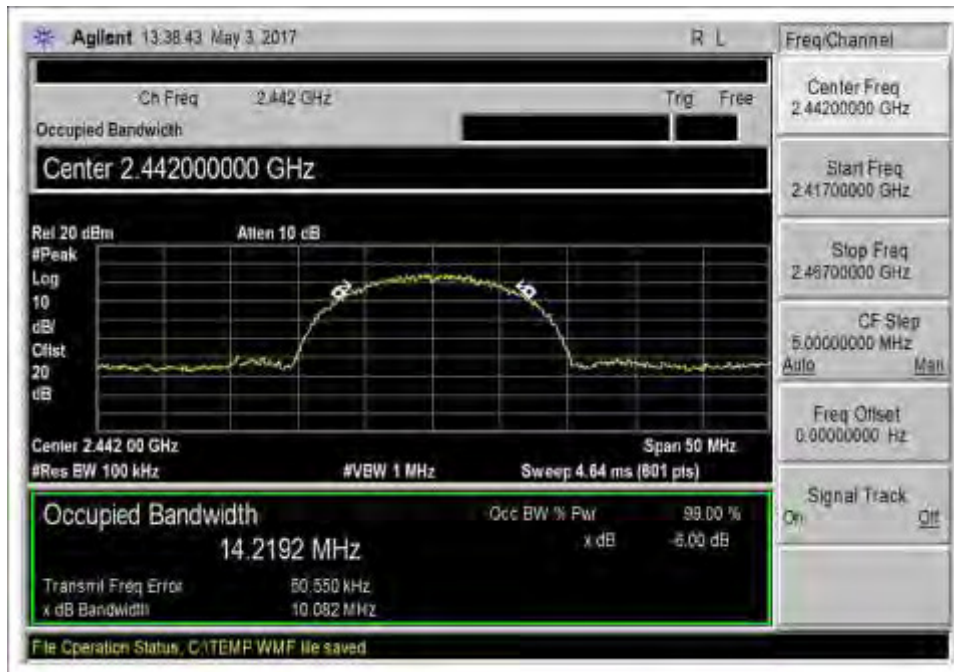 Agilent 13:38:43 May 3, 2017
R L
Freq/Channel
Ch Freq 2.442 GHz
Trig Free
Occupied Bandwidth
Center 2.442000000 GHz
Ref 20 dBm
Atten 10 dB
#Peak
Log
10
dB/
Offst
20
dB
Center 2.442 00 GHz
Span 50 MHz
#Res BW 100 kHz
#VBW 1 MHz
Sweep 4.64 ms (601 pts)
Occupied Bandwidth
14.2192 MHz
Occ BW % Pwr 99.00 %
x dB -6.00 dB
Transmit Freq Error
x dB Bandwidth 10.082 MHz
File Operation Status, C:\TEMP.WMF file saved
Center Freq
2.44200000 GHz
Start Freq
2.41700000 GHz
Stop Freq
2.46700000 GHz
CF Step
5.00000000 MHz
Auto Man
Freq Offset
0.00000000 Hz
Signal Track
On Off